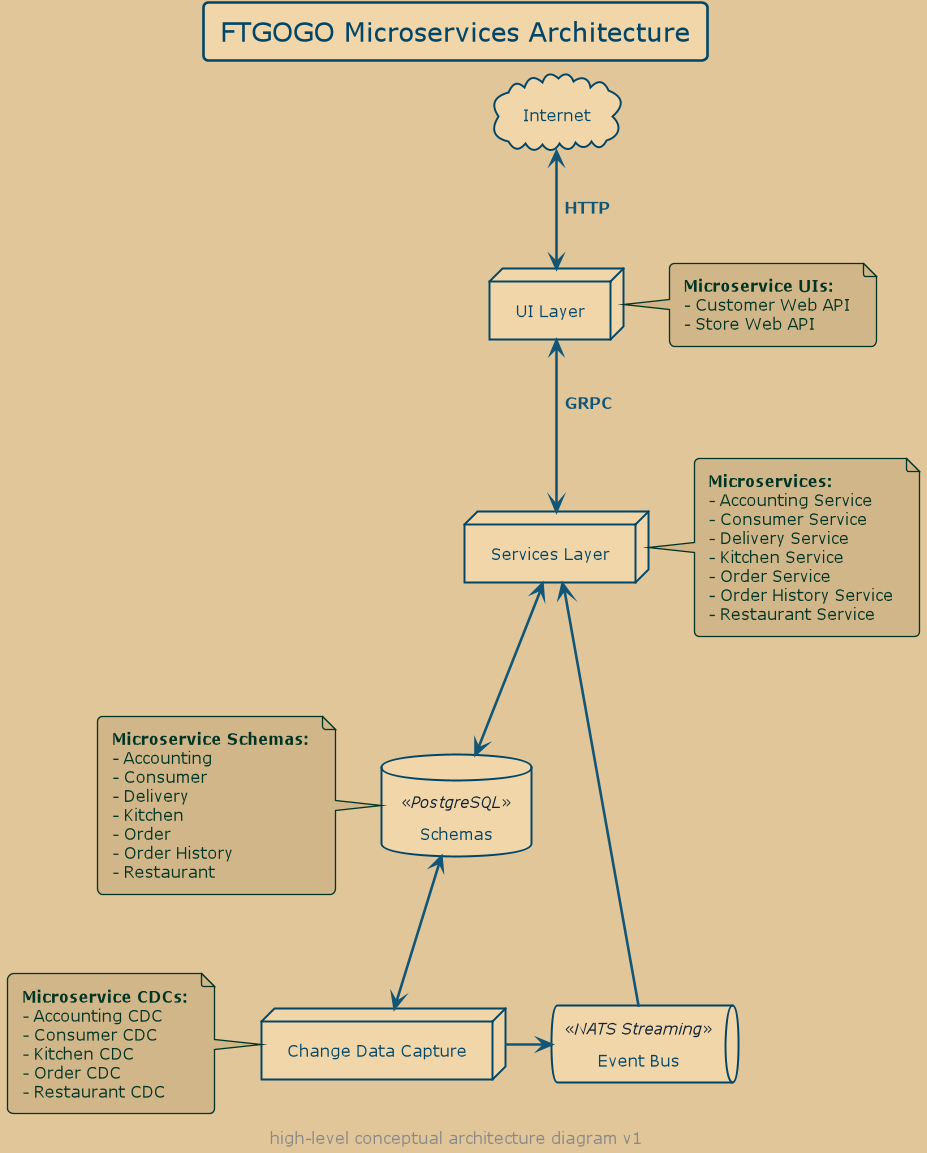 FTGOGO Microservices Architecture
Internet
HTTP
UI Layer
Microservice UIs:
- Customer Web API
- Store Web API
GRPC
Services Layer
Microservices:
- Accounting Service
- Consumer Service
- Delivery Service
- Kitchen Service
- Order Service
- Order History Service
- Restaurant Service
Microservice Schemas:
- Accounting
- Consumer
- Delivery
- Kitchen
- Order
- Order History
- Restaurant
«PostgreSQL»
Schemas
Microservice CDCs:
- Accounting CDC
- Consumer CDC
- Kitchen CDC
- Order CDC
- Restaurant CDC
Change Data Capture
«NATS Streaming»
Event Bus
high-level conceptual architecture diagram v1